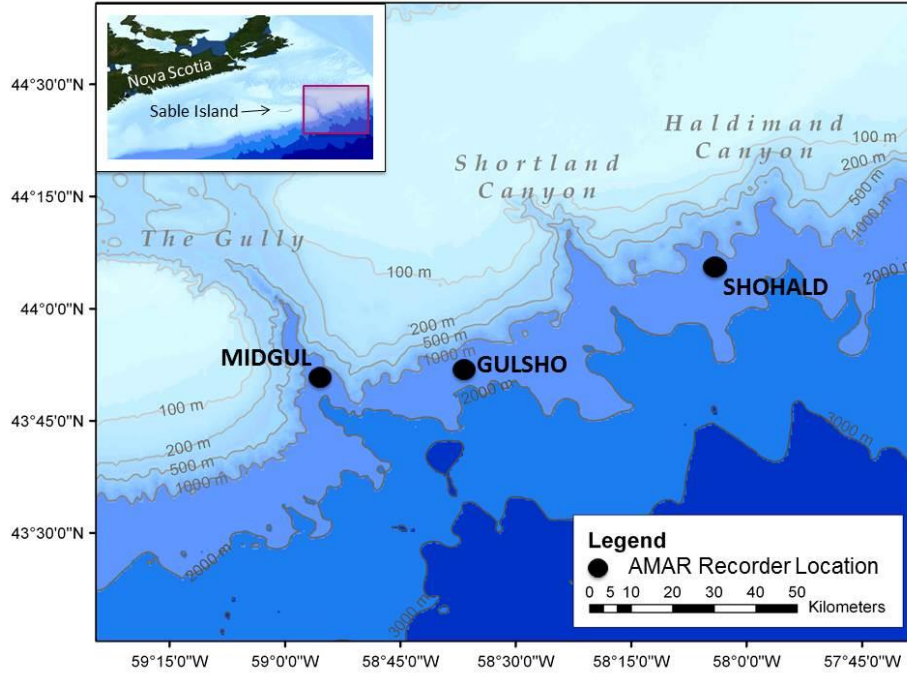 Nova Scotia
Sable Island
44°30'0"N
44°15'0"N
44°0'0"N
43°45'0"N
43°30'0"N
Haldimand
Canyon
Shortland
Canyon
The Gully
100 m
200 m
500 m
1000 m
2000 m
100 m
200 m
500 m
1000 m
2000 m
100 m
200 m
500 m
1000 m
2000 m
3000 m
3000 m
SHOHALD
MIDGUL
GULSHO
Legend
AMAR Recorder Location
0 5 10 20 30 40 50
Kilometers
59°15'0"W 59°0'0"W 58°45'0"W 58°30'0"W 58°15'0"W 58°0'0"W 57°45'0"W